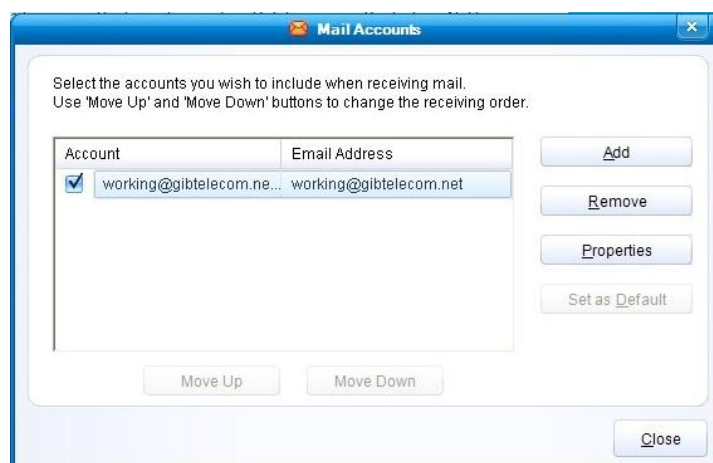 Mail Accounts
Select the accounts you wish to include when receiving mail.
Use 'Move Up' and 'Move Down' buttons to change the receiving order.
Account Email Address
working@gibtelecom.ne... working@gibtelecom.net
Add
Remove
Properties
Set as Default
Move Up Move Down
Close